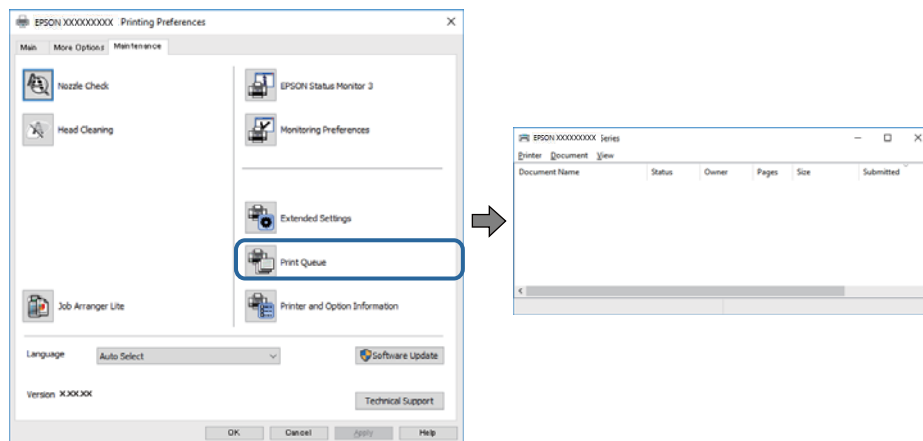 EPSON XXXXXXXXX Printing Preferences
Main More Options Maintenance
Nozzle Check
EPSON Status Monitor 3
Head Cleaning
Monitoring Preferences
Extended Settings
Print Queue
Job Arranger Lite
Printer and Option Information
Language Auto Select
Software Update
Version X.XX.XX
Technical Support
OK Cancel Apply Help
EPSON XXXXXXXXXX Series
Printer Document View
Document Name Status Owner Pages Size Submitted